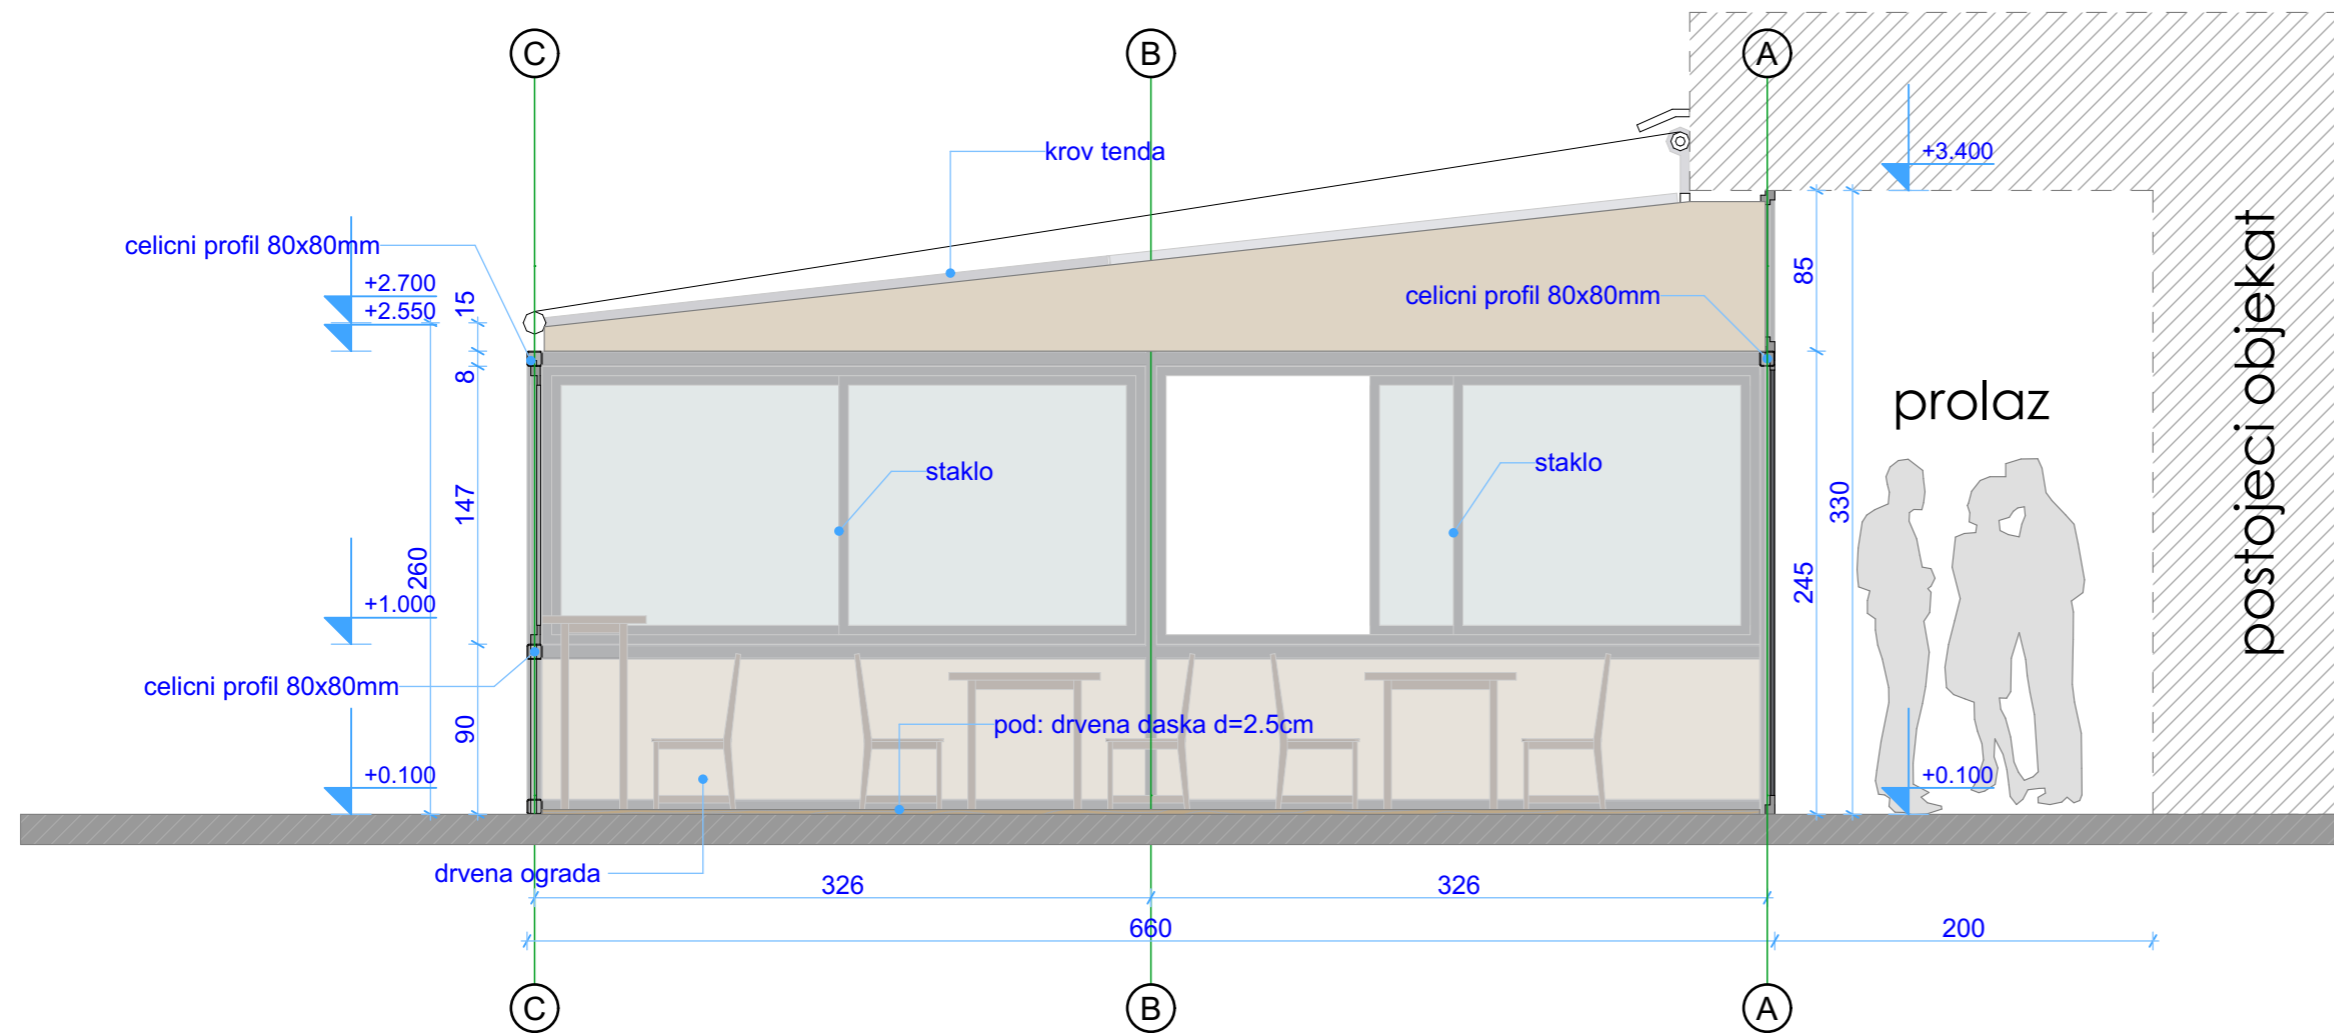 C
B
A
krov tenda
+3.400
celicni profil 80x80mm
+2.700
+2.550
15
85
celicni profil 80x80mm
8
prolaz
postojeci objekat
staklo
staklo
147
330
260
245
+1.000
celicni profil 80x80mm
90
pod: drvena daska d=2.5cm
+0.100
+0.100
drvena ograda
326
326
660
200
C
B
A